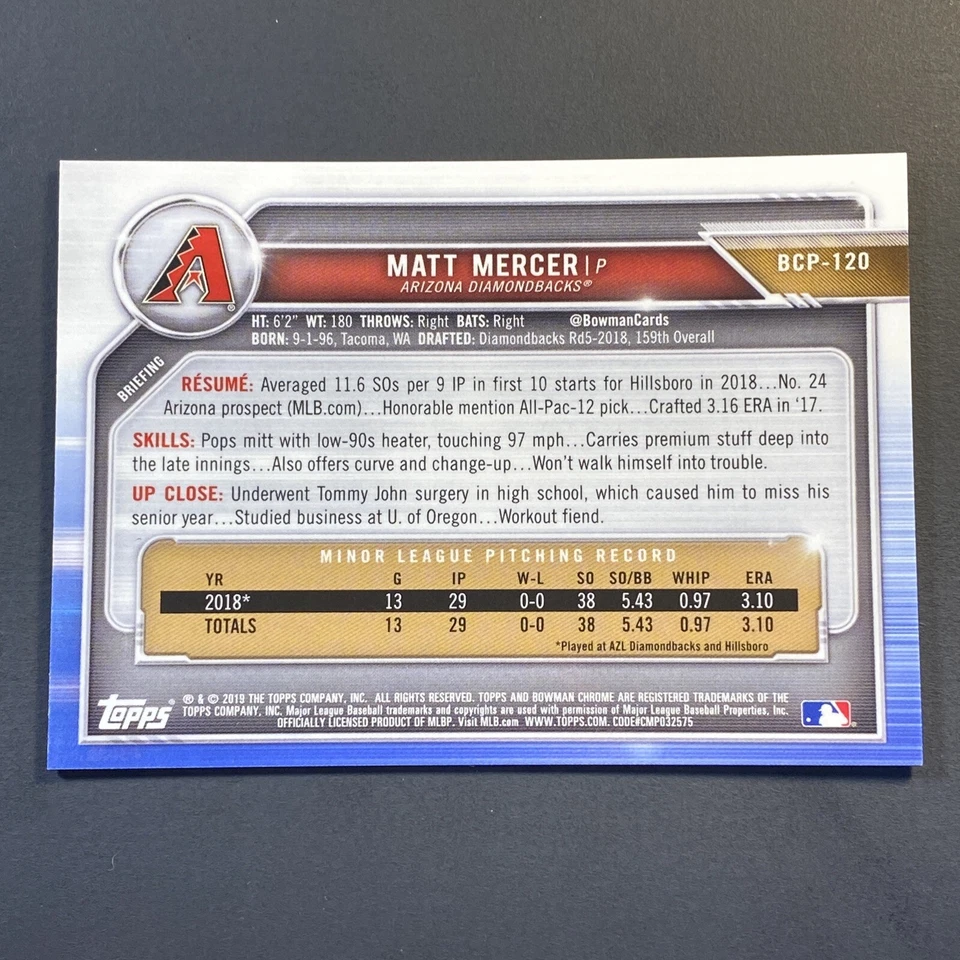 MATT MERCER | P
ARIZONA DIAMONDBACKS®
BCP-120
HT: 6'2" WT: 180 THROWS: Right BATS: Right @BowmanCards
BORN: 9-1-96, Tacoma, WA DRAFTED: Diamondbacks Rd5-2018, 159th Overall
BRIEFING
RÉSUMÉ: Averaged 11.6 SOs per 9 IP in first 10 starts for Hillsboro in 2018...No. 24
Arizona prospect (MLB.com)...Honorable mention All-Pac-12 pick...Crafted 3.16 ERA in '17.
SKILLS: Pops mitt with low-90s heater, touching 97 mph...Carries premium stuff deep into
the late innings...Also offers curve and change-up...Won't walk himself into trouble.
UP CLOSE: Underwent Tommy John surgery in high school, which caused him to miss his
senior year...Studied business at U. of Oregon...Workout fiend.
MINOR LEAGUE PITCHING RECORD
YR G IP W-L SO SO/BB WHIP ERA
2018* 13 29 0-0 38 5.43 0.97 3.10
TOTALS 13 29 0-0 38 5.43 0.97 3.10
*Played at AZL Diamondbacks and Hillsboro
topps®
® & © 2019 THE TOPPS COMPANY, INC. ALL RIGHTS RESERVED. TOPPS AND BOWMAN CHROME ARE REGISTERED TRADEMARKS OF THE
TOPPS COMPANY, INC. Major League Baseball trademarks and copyrights are used with permission of Major League Baseball Properties, Inc.
OFFICIALLY LICENSED PRODUCT OF MLBP. Visit MLB.com WWW.TOPPS.COM. CODE#CMP032575